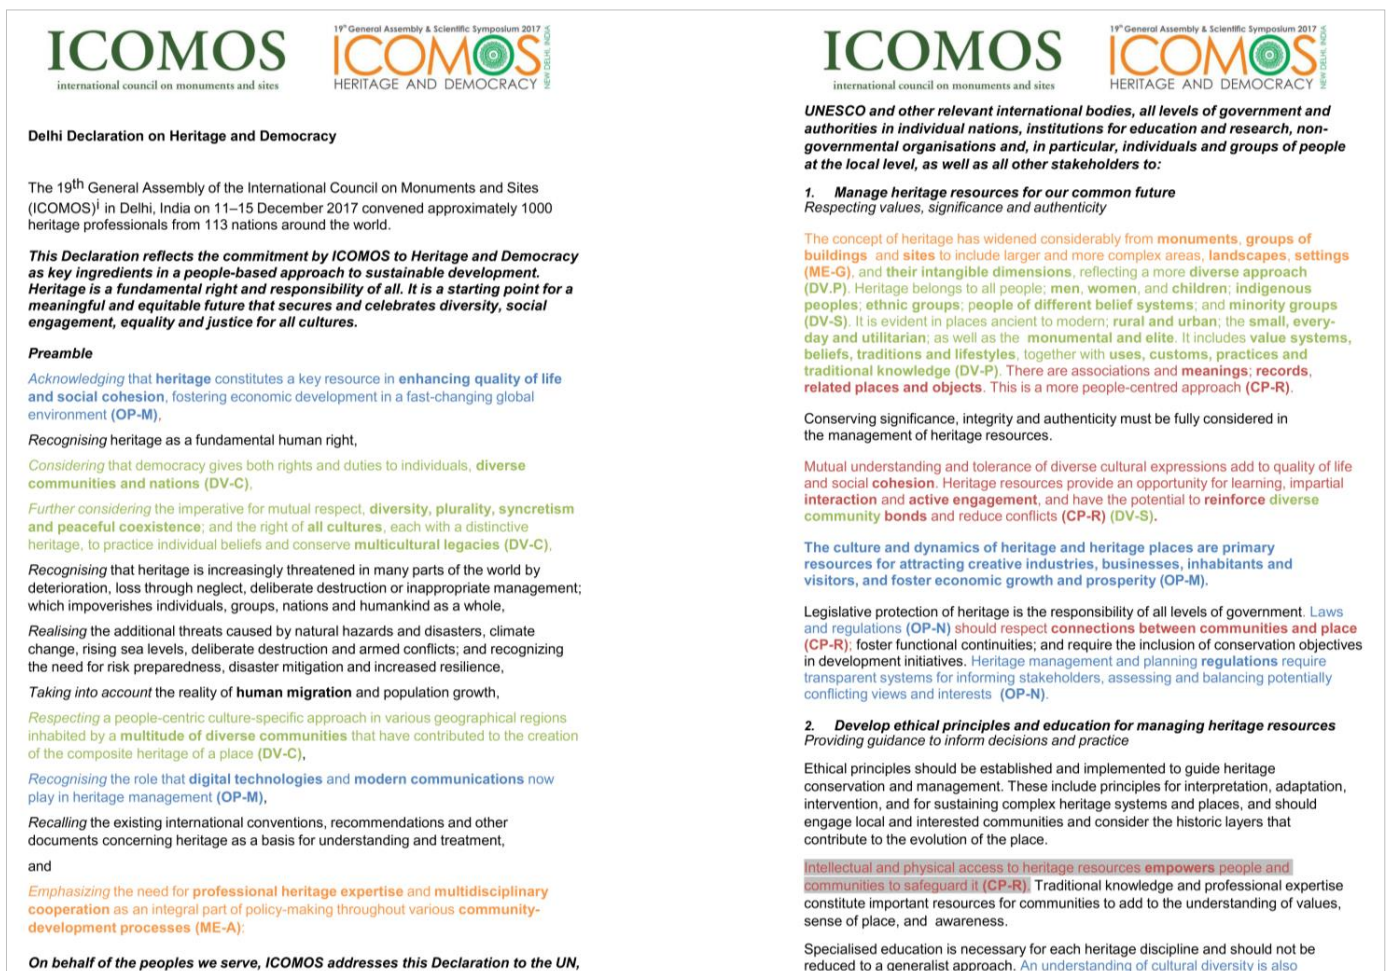 ICOMOS
international council on monuments and sites
19th General Assembly & Scientific Symposium 2017
ICOMOS
HERITAGE AND DEMOCRACY
NEW DELHI, INDIA
Delhi Declaration on Heritage and Democracy
The 19th General Assembly of the International Council on Monuments and Sites
(ICOMOS)i in Delhi, India on 11–15 December 2017 convened approximately 1000
heritage professionals from 113 nations around the world.
This Declaration reflects the commitment by ICOMOS to Heritage and Democracy
as key ingredients in a people-based approach to sustainable development.
Heritage is a fundamental right and responsibility of all. It is a starting point for a
meaningful and equitable future that secures and celebrates diversity, social
engagement, equality and justice for all cultures.
Preamble
Acknowledging that heritage constitutes a key resource in enhancing quality of life
and social cohesion, fostering economic development in a fast-changing global
environment (OP-M),
Recognising heritage as a fundamental human right,
Considering that democracy gives both rights and duties to individuals, diverse
communities and nations (DV-C),
Further considering the imperative for mutual respect, diversity, plurality, syncretism
and peaceful coexistence; and the right of all cultures, each with a distinctive
heritage, to practice individual beliefs and conserve multicultural legacies (DV-C),
Recognising that heritage is increasingly threatened in many parts of the world by
deterioration, loss through neglect, deliberate destruction or inappropriate management;
which impoverishes individuals, groups, nations and humankind as a whole,
Realising the additional threats caused by natural hazards and disasters, climate
change, rising sea levels, deliberate destruction and armed conflicts; and recognizing
the need for risk preparedness, disaster mitigation and increased resilience,
Taking into account the reality of human migration and population growth,
Respecting a people-centric culture-specific approach in various geographical regions
inhabited by a multitude of diverse communities that have contributed to the creation
of the composite heritage of a place (DV-C),
Recognising the role that digital technologies and modern communications now
play in heritage management (OP-M),
Recalling the existing international conventions, recommendations and other
documents concerning heritage as a basis for understanding and treatment,
and
Emphasizing the need for professional heritage expertise and multidisciplinary
cooperation as an integral part of policy-making throughout various community-
development processes (ME-A):
On behalf of the peoples we serve, ICOMOS addresses this Declaration to the UN,
ICOMOS
international council on monuments and sites
19th General Assembly & Scientific Symposium 2017
ICOMOS
HERITAGE AND DEMOCRACY
NEW DELHI, INDIA
UNESCO and other relevant international bodies, all levels of government and
authorities in individual nations, institutions for education and research, non-
governmental organisations and, in particular, individuals and groups of people
at the local level, as well as all other stakeholders to:
1. Manage heritage resources for our common future
Respecting values, significance and authenticity
The concept of heritage has widened considerably from monuments, groups of
buildings and sites to include larger and more complex areas, landscapes, settings
(ME-G), and their intangible dimensions, reflecting a more diverse approach
(DV.P). Heritage belongs to all people; men, women, and children; indigenous
peoples; ethnic groups; people of different belief systems; and minority groups
(DV-S). It is evident in places ancient to modern; rural and urban; the small, every-
day and utilitarian; as well as the monumental and elite. It includes value systems,
beliefs, traditions and lifestyles, together with uses, customs, practices and
traditional knowledge (DV-P). There are associations and meanings; records,
related places and objects. This is a more people-centred approach (CP-R).
Conserving significance, integrity and authenticity must be fully considered in
the management of heritage resources.
Mutual understanding and tolerance of diverse cultural expressions add to quality of life
and social cohesion. Heritage resources provide an opportunity for learning, impartial
interaction and active engagement, and have the potential to reinforce diverse
community bonds and reduce conflicts (CP-R) (DV-S).
The culture and dynamics of heritage and heritage places are primary
resources for attracting creative industries, businesses, inhabitants and
visitors, and foster economic growth and prosperity (OP-M).
Legislative protection of heritage is the responsibility of all levels of government. Laws
and regulations (OP-N) should respect connections between communities and place
(CP-R); foster functional continuities; and require the inclusion of conservation objectives
in development initiatives. Heritage management and planning regulations require
transparent systems for informing stakeholders, assessing and balancing potentially
conflicting views and interests (OP-N).
2. Develop ethical principles and education for managing heritage resources
Providing guidance to inform decisions and practice
Ethical principles should be established and implemented to guide heritage
conservation and management. These include principles for interpretation, adaptation,
intervention, and for sustaining complex heritage systems and places, and should
engage local and interested communities and consider the historic layers that
contribute to the evolution of the place.
Intellectual and physical access to heritage resources empowers people and
communities to safeguard it (CP-R). Traditional knowledge and professional expertise
constitute important resources for communities to add to the understanding of values,
sense of place, and awareness.
Specialised education is necessary for each heritage discipline and should not be
reduced to a generalist approach. An understanding of cultural diversity is also